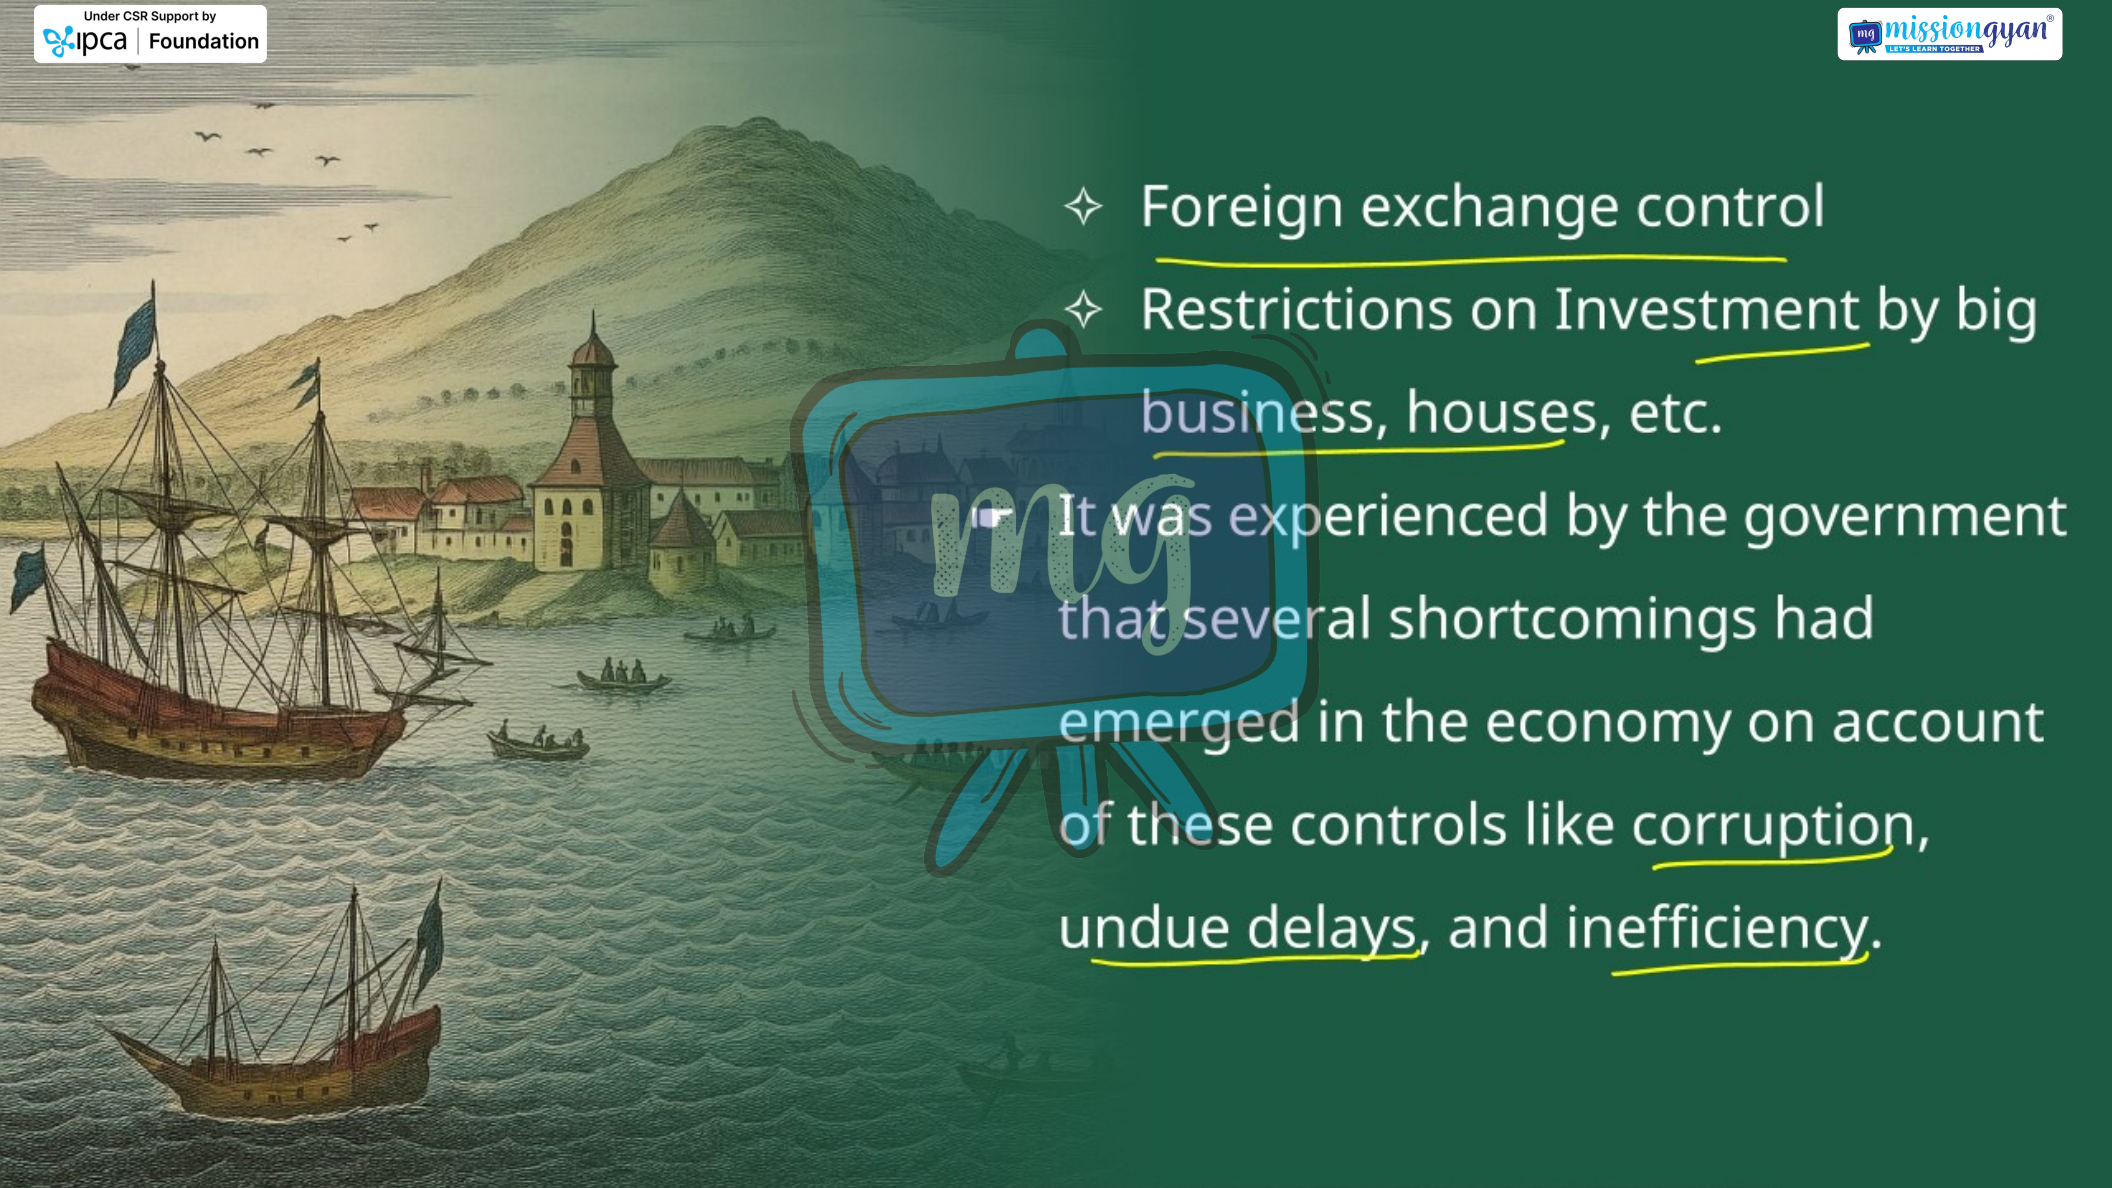 Under CSR Support by
ipca | Foundation
mg missiongyan®
LET'S LEARN TOGETHER
✧ Foreign exchange control
✧ Restrictions on Investment by big
business, houses, etc.
☛ It was experienced by the government
that several shortcomings had
emerged in the economy on account
of these controls like corruption,
undue delays, and inefficiency.
mg